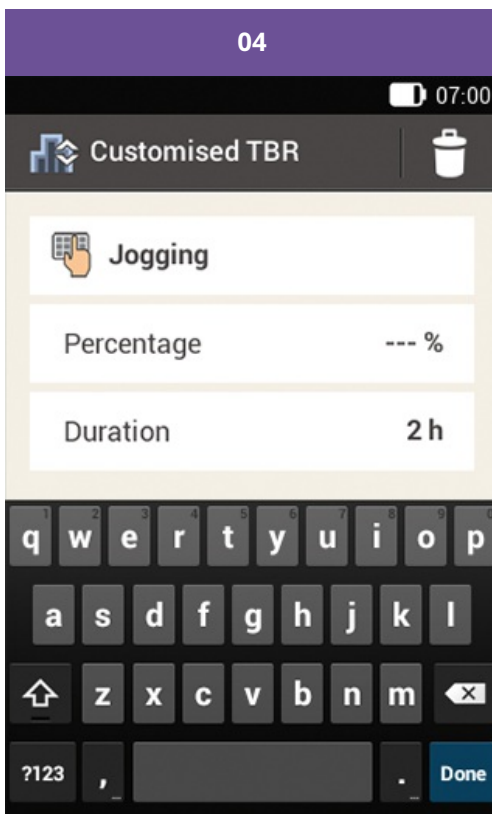 04
07:00
Customised TBR
Jogging
Percentage --- %
Duration 2 h
1 2 3 4 5 6 7 8 9 0
q w e r t y u i o p
a s d f g h j k l
z x c v b n m
?123 , . Done